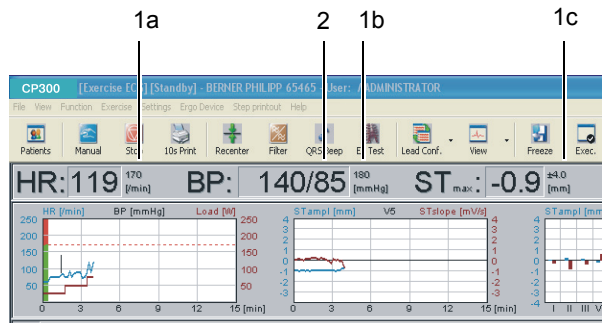 1a 2 1b 1c
CP300 [Exercise ECG] [Standby] - BERNER PHILIPP 65465 - User: / ADMINISTRATOR
File View Function Exercise Settings Ergo Device Step printout Help
Patients Manual Stop 10s Print Recenter Filter QRS Beep Test Lead Conf. View Freeze Exec.
HR: 119 170 [/min] BP: 140/85 180 [mmHg] ST max: -0.9 ±4.0 [mm]
HR [/min] BP [mmHg] Load [W] STampl [mm] V5 STslope [mV/s] STampl [mm
250 250 4 4 4
200 200 3 3 3
2 2 2
150 150 1 1 1
0 0 0
100 100 -1 -1 -1
50 50 -2 -2 -2
-3 -3 -3
-4
0 3 6 9 12 15 [min] 0 3 6 9 12 15 [min] I II III V